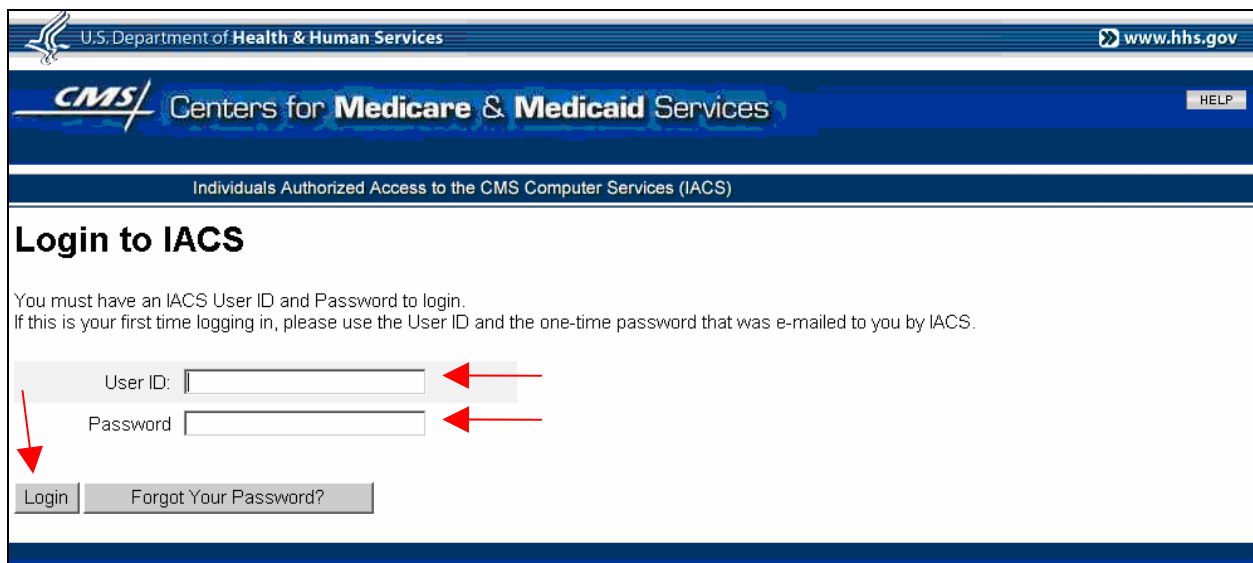 U.S. Department of Health & Human Services
www.hhs.gov
CMS/ Centers for Medicare & Medicaid Services
HELP
Individuals Authorized Access to the CMS Computer Services (IACS)
Login to IACS
You must have an IACS User ID and Password to login.
If this is your first time logging in, please use the User ID and the one-time password that was e-mailed to you by IACS.
User ID:
Password
Login
Forgot Your Password?